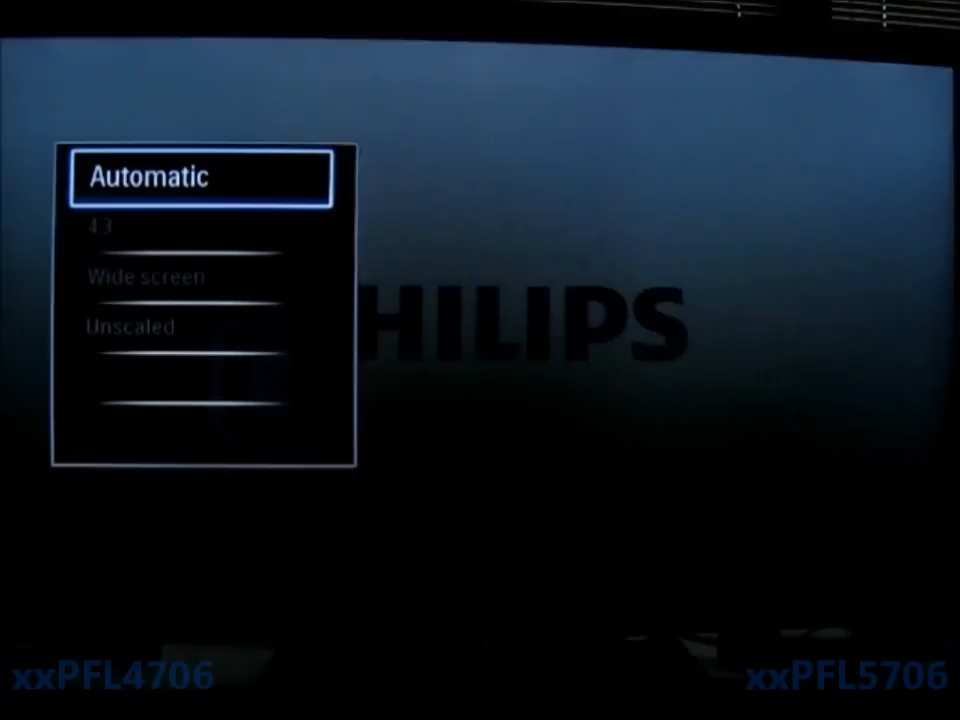 Automatic
4:3
Wide screen
Unscaled
HILIPS
xxPFL4706
xxPFL5706